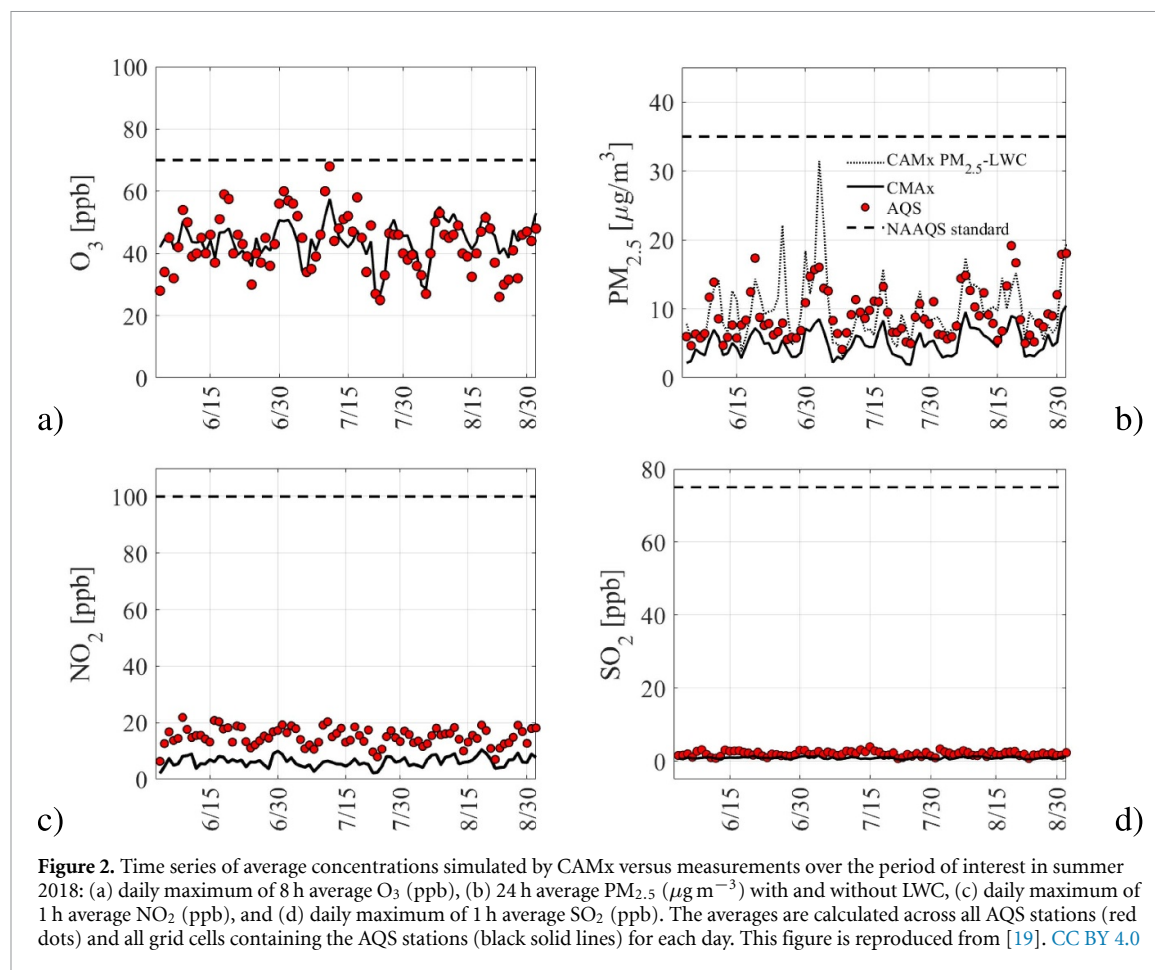 100
80
60
40
20
0
O3 [ppb]
6/15
6/30
7/15
7/30
8/15
8/30
a)
40
30
20
10
0
PM2.5 [μg/m3]
CAMx PM2.5-LWC
CMAx
AQS
NAAQS standard
6/15
6/30
7/15
7/30
8/15
8/30
b)
100
80
60
40
20
0
NO2 [ppb]
6/15
6/30
7/15
7/30
8/15
8/30
c)
80
60
40
20
0
SO2 [ppb]
6/15
6/30
7/15
7/30
8/15
8/30
d)
Figure 2. Time series of average concentrations simulated by CAMx versus measurements over the period of interest in summer
2018: (a) daily maximum of 8 h average O3 (ppb), (b) 24 h average PM2.5 (μg m−3) with and without LWC, (c) daily maximum of
1 h average NO2 (ppb), and (d) daily maximum of 1 h average SO2 (ppb). The averages are calculated across all AQS stations (red
dots) and all grid cells containing the AQS stations (black solid lines) for each day. This figure is reproduced from [19]. CC BY 4.0